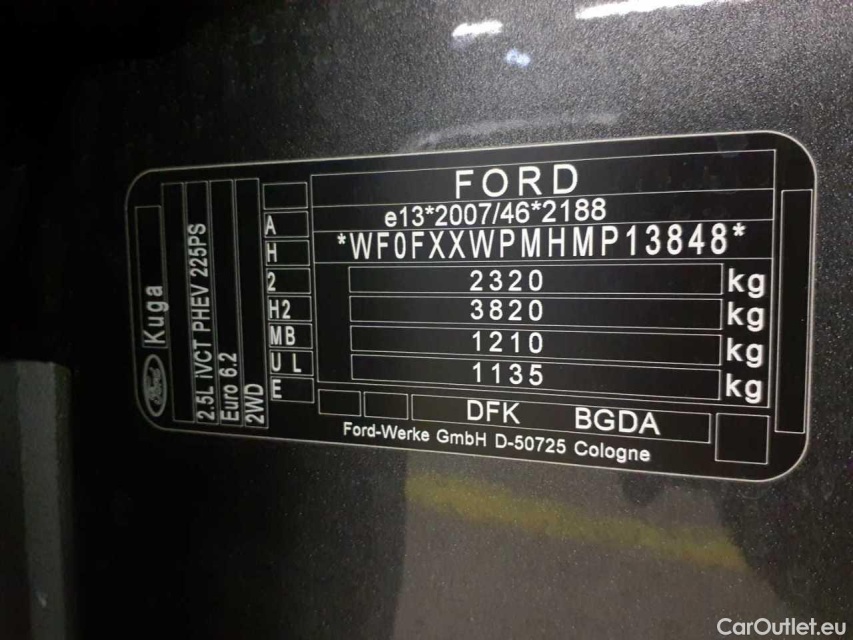 FORD
e13*2007/46*2188
*WF0FXXWPMHMP13848*
2320 kg
3820 kg
1210 kg
1135 kg
DFK BGDA
Ford-Werke GmbH D-50725 Cologne
A
H
2
H2
MB
U L
E
Kuga
Ford
2.5L iVCT PHEV 225PS
Euro 6.2
2WD
CarOutlet.eu